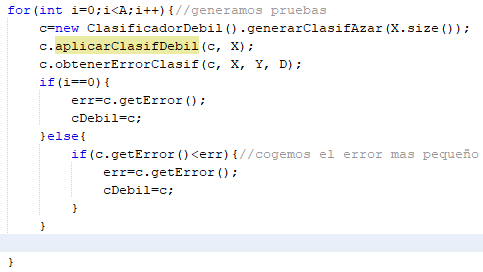 for(int i=0;i<A;i++){//generamos pruebas
c=new ClasificadorDebil().generarClasifAzar(X.size());
c.aplicarClasifDebil(c, X);
c.obtenerErrorClasif(c, X, Y, D);
if(i==0){
err=c.getError();
cDebil=c;
}else{
if(c.getError()<err){//cogemos el error mas pequeño
err=c.getError();
cDebil=c;
}
}
}